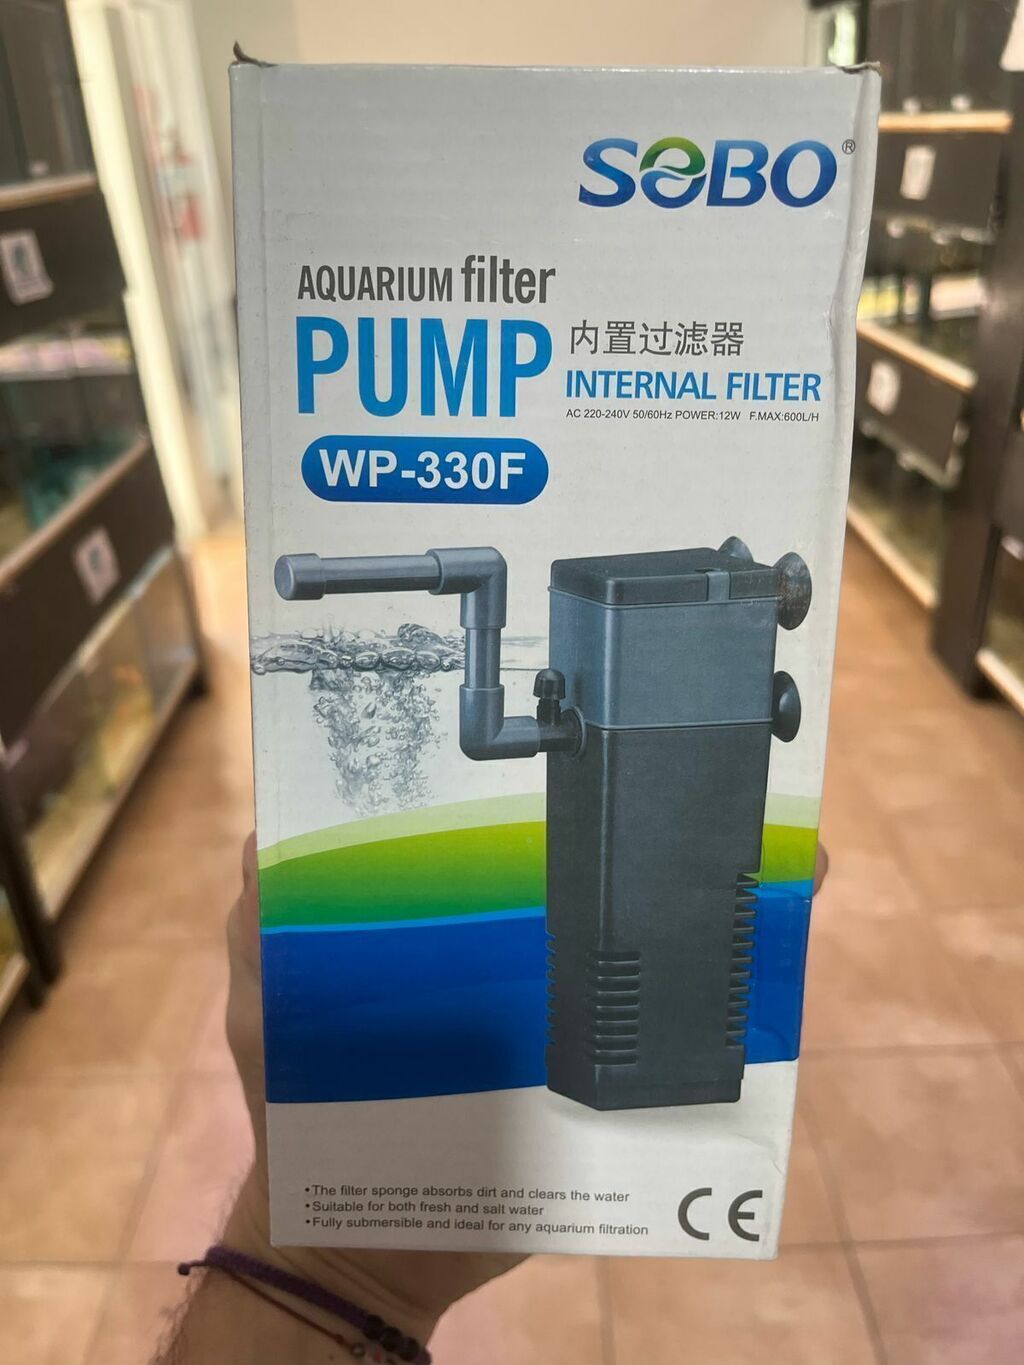 SOBO®
AQUARIUM filter
PUMP
内置过滤器
INTERNAL FILTER
AC 220-240V 50/60Hz POWER:12W F.MAX:600L/H
WP-330F
•The filter sponge absorbs dirt and clears the water
•Suitable for both fresh and salt water
•Fully submersible and ideal for any aquarium filtration
CE